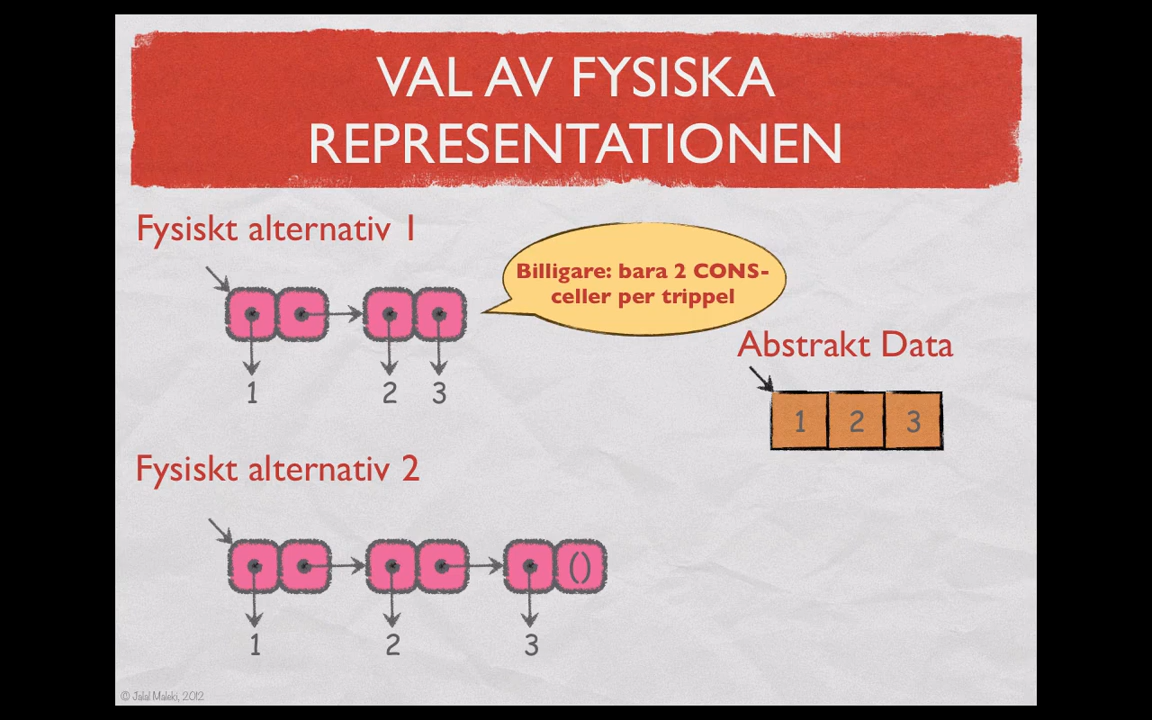 VAL AV FYSISKA
REPRESENTATIONEN
Fysiskt alternativ 1
Billigare: bara 2 CONS-
celler per trippel
1 2 3
Abstrakt Data
1 2 3
Fysiskt alternativ 2
()
1 2 3
© Jalal Maleki, 2012